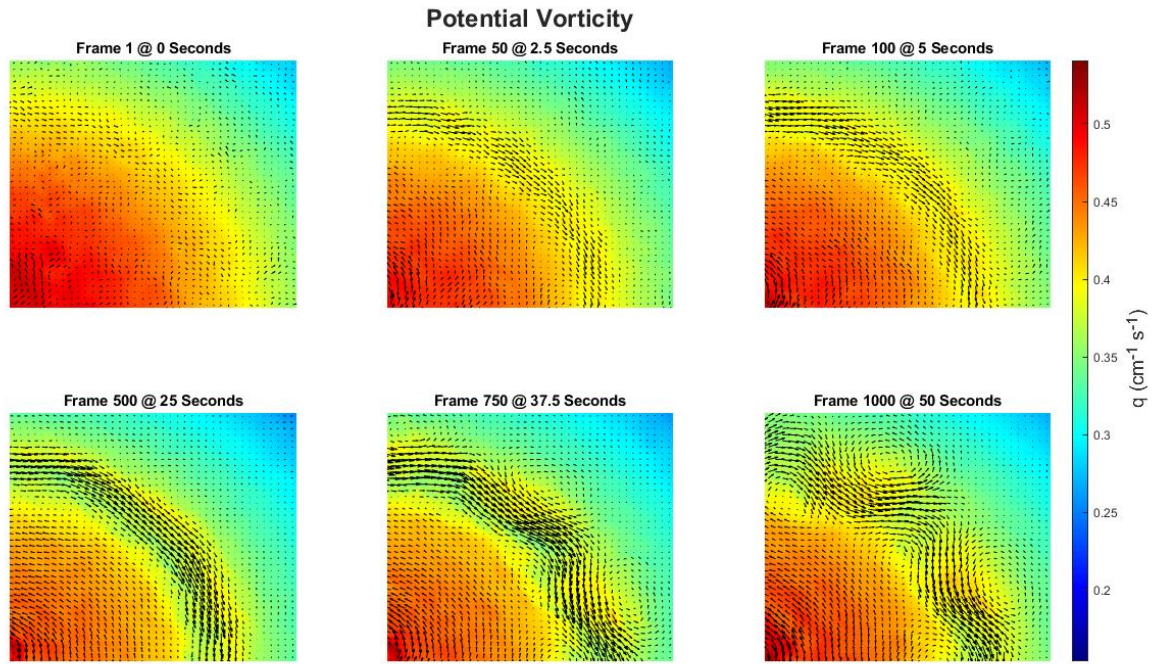 Potential Vorticity
Frame 1 @ 0 Seconds
Frame 50 @ 2.5 Seconds
Frame 100 @ 5 Seconds
0.5
0.45
0.4
0.35
0.3
0.25
0.2
q (cm⁻¹ s⁻¹)
Frame 500 @ 25 Seconds
Frame 750 @ 37.5 Seconds
Frame 1000 @ 50 Seconds